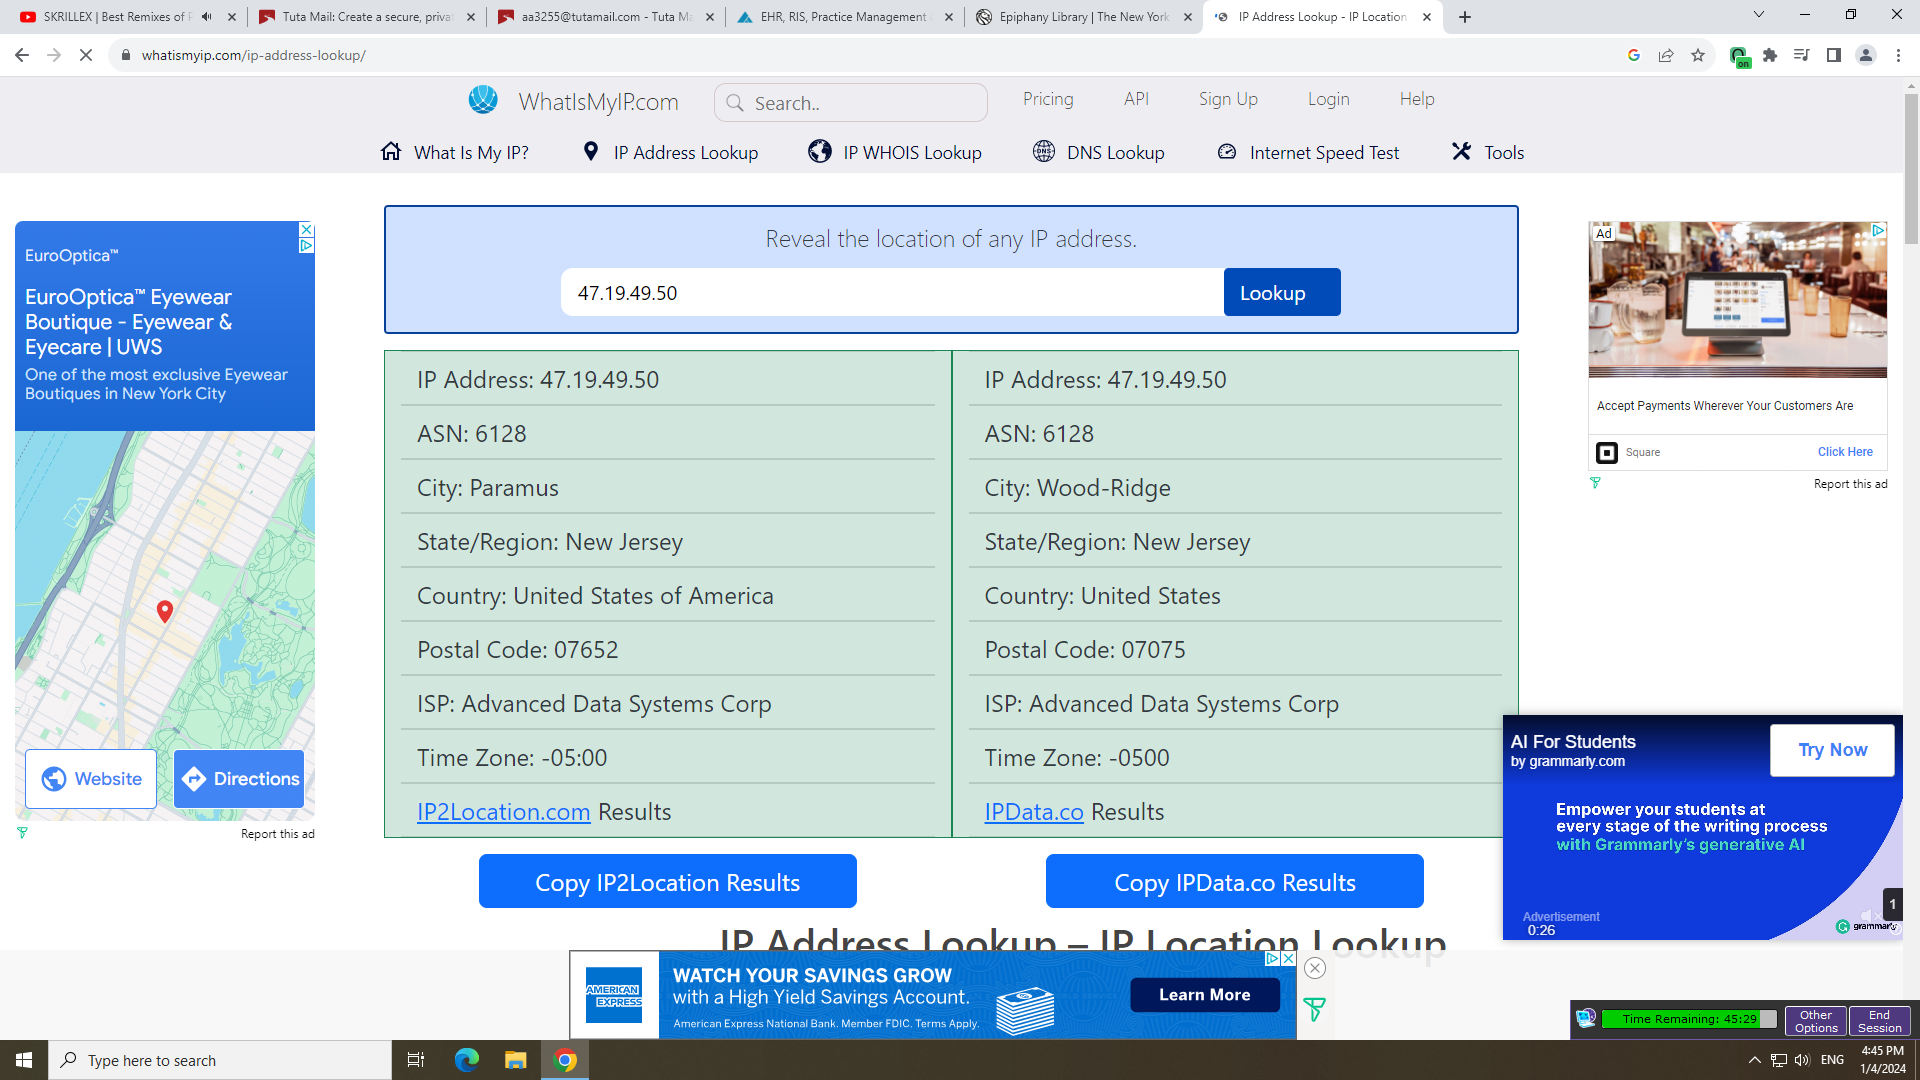 SKRILLEX | Best Remixes of P
Tuta Mail: Create a secure, priva
aa3255@tutamail.com - Tuta Ma
EHR, RIS, Practice Management
Epiphany Library | The New York
IP Address Lookup - IP Location
whatismyip.com/ip-address-lookup/
on
WhatIsMyIP.com
Search..
Pricing
API
Sign Up
Login
Help
What Is My IP?
IP Address Lookup
IP WHOIS Lookup
DNS
DNS Lookup
Internet Speed Test
Tools
EuroOptica™
EuroOptica™ Eyewear
Boutique - Eyewear &
Eyecare | UWS
One of the most exclusive Eyewear
Boutiques in New York City
Website
Directions
Report this ad
Reveal the location of any IP address.
47.19.49.50
Lookup
IP Address: 47.19.49.50
ASN: 6128
City: Paramus
State/Region: New Jersey
Country: United States of America
Postal Code: 07652
ISP: Advanced Data Systems Corp
Time Zone: -05:00
IP2Location.com Results
IP Address: 47.19.49.50
ASN: 6128
City: Wood-Ridge
State/Region: New Jersey
Country: United States
Postal Code: 07075
ISP: Advanced Data Systems Corp
Time Zone: -0500
IPData.co Results
Copy IP2Location Results
Copy IPData.co Results
IP Address Lookup – IP Location Lookup
Ad
Accept Payments Wherever Your Customers Are
Square
Click Here
Report this ad
AI For Students
by grammarly.com
Try Now
Empower your students at
every stage of the writing process
with Grammarly's generative AI
Advertisement
0:26
1
grammarly
AMERICAN
EXPRESS
WATCH YOUR SAVINGS GROW
with a High Yield Savings Account.
American Express National Bank. Member FDIC. Terms Apply.
Learn More
Time Remaining: 45:29
Other
Options
End
Session
Type here to search
ENG
4:45 PM
1/4/2024